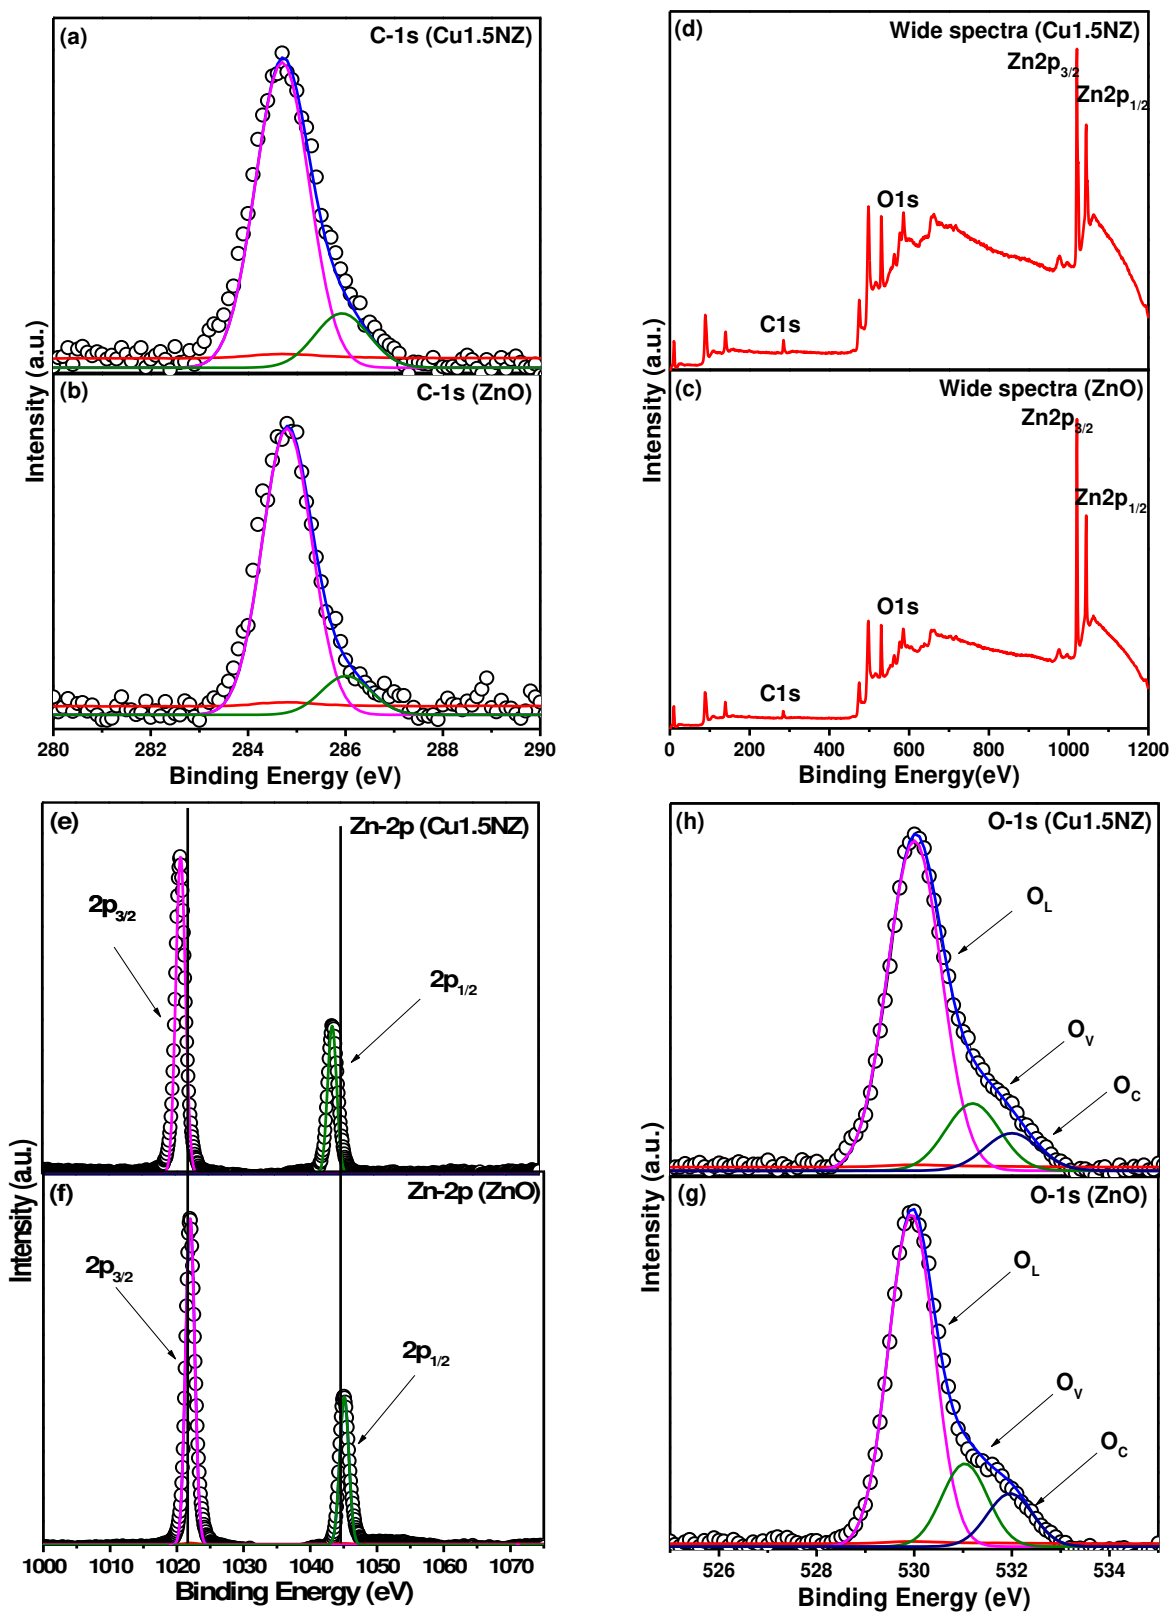 (a)
C-1s (Cu1.5NZ)
(b)
C-1s (ZnO)
Intensity (a.u.)
280 282 284 286 288 290
Binding Energy (eV)
(d)
Wide spectra (Cu1.5NZ)
Zn2p3/2
Zn2p1/2
O1s
C1s
(c)
Wide spectra (ZnO)
Zn2p3/2
Zn2p1/2
O1s
C1s
Intensity (a.u.)
0 200 400 600 800 1000 1200
Binding Energy(eV)
(e)
Zn-2p (Cu1.5NZ)
2p3/2
2p1/2
(f)
Zn-2p (ZnO)
2p3/2
2p1/2
Intensity (a.u.)
1000 1010 1020 1030 1040 1050 1060 1070
Binding Energy (eV)
(h)
O-1s (Cu1.5NZ)
OL
OV
OC
(g)
O-1s (ZnO)
OL
OV
OC
Intensity (a.u.)
526 528 530 532 534
Binding Energy (eV)